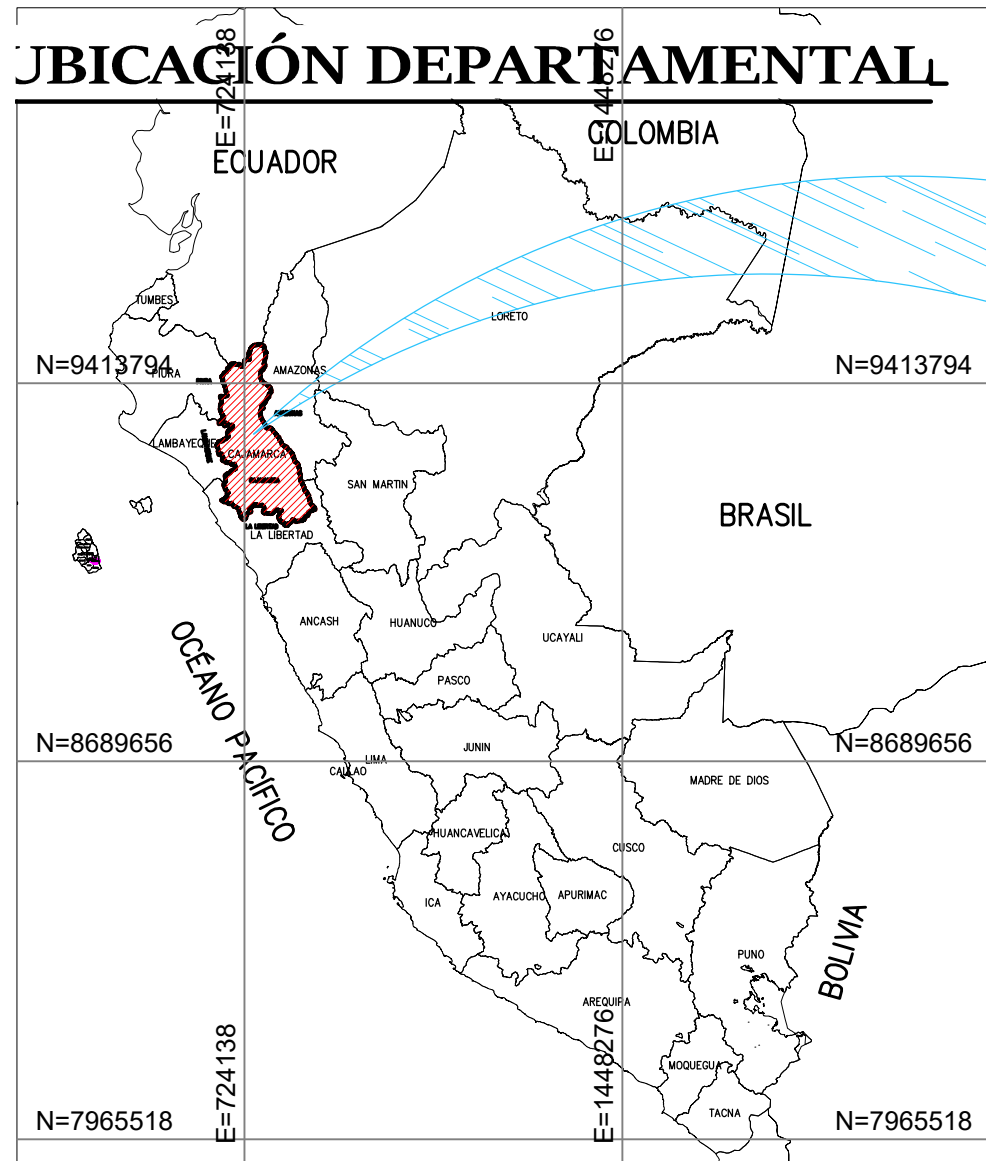 UBICACIÓN DEPARTAMENTAL
E=724138
E=1448276
COLOMBIA
ECUADOR
TUMBES
LORETO
N=9413794
N=9413794
PIURA
AMAZONAS
LAMBAYEQUE
CAJAMARCA
SAN MARTIN
BRASIL
LA LIBERTAD
LA LIBERTAD
ANCASH
HUANUCO
UCAYALI
OCÉANO PACÍFICO
PASCO
N=8689656
N=8689656
JUNIN
LIMA
CALLAO
MADRE DE DIOS
HUANCAVELICA
CUSCO
ICA
AYACUCHO
APURIMAC
BOLIVIA
PUNO
AREQUIPA
E=724138
E=1448276
MOQUEGUA
TACNA
N=7965518
N=7965518